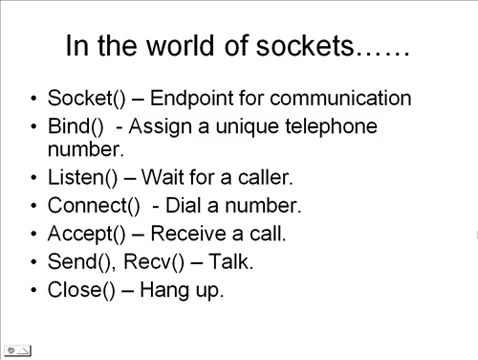 In the world of sockets……
• Socket() – Endpoint for communication
• Bind()  - Assign a unique telephone
number.
• Listen() – Wait for a caller.
• Connect()  - Dial a number.
• Accept() – Receive a call.
• Send(), Recv() – Talk.
• Close() – Hang up.